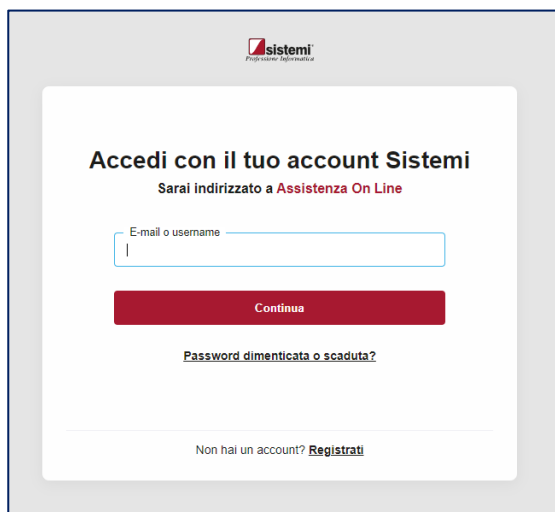 sistemi
Professione Informatica
Accedi con il tuo account Sistemi
Sarai indirizzato a Assistenza On Line
E-mail o username
Continua
Password dimenticata o scaduta?
Non hai un account? Registrati